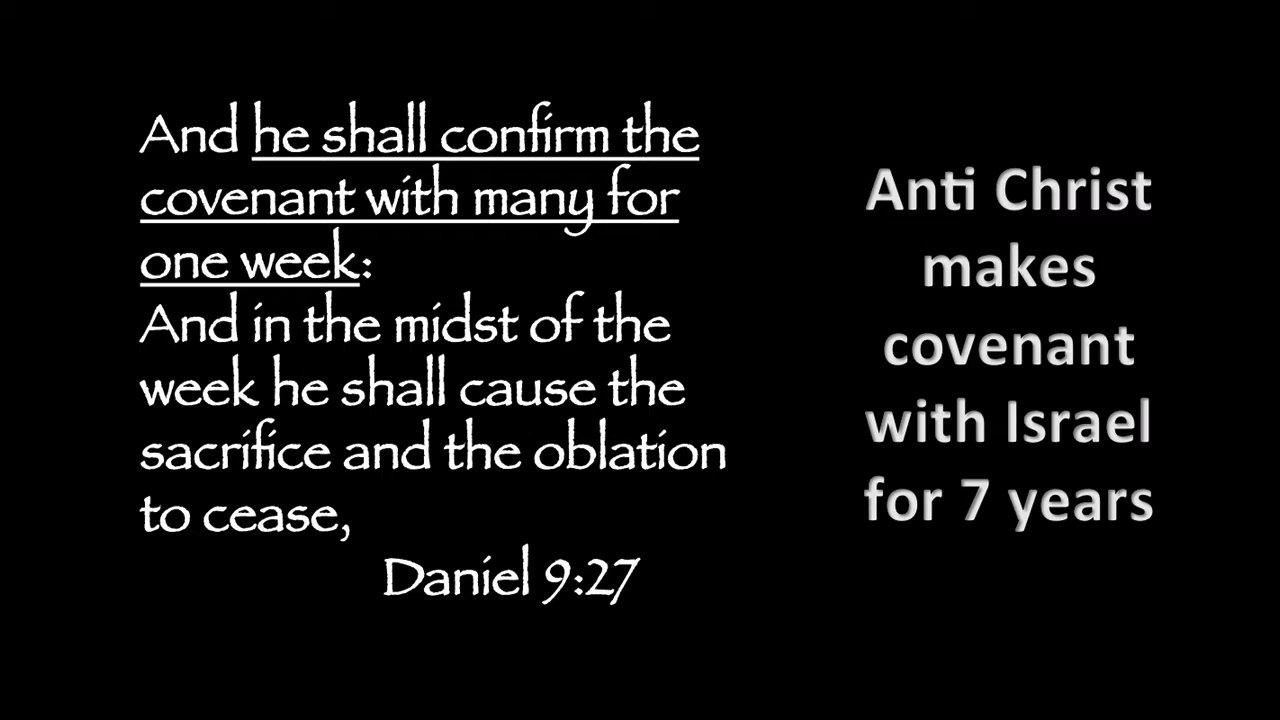 And he shall confirm the
covenant with many for
one week:
And in the midst of the
week he shall cause the
sacrifice and the oblation
to cease,
Daniel 9:27
Anti Christ
makes
covenant
with Israel
for 7 years